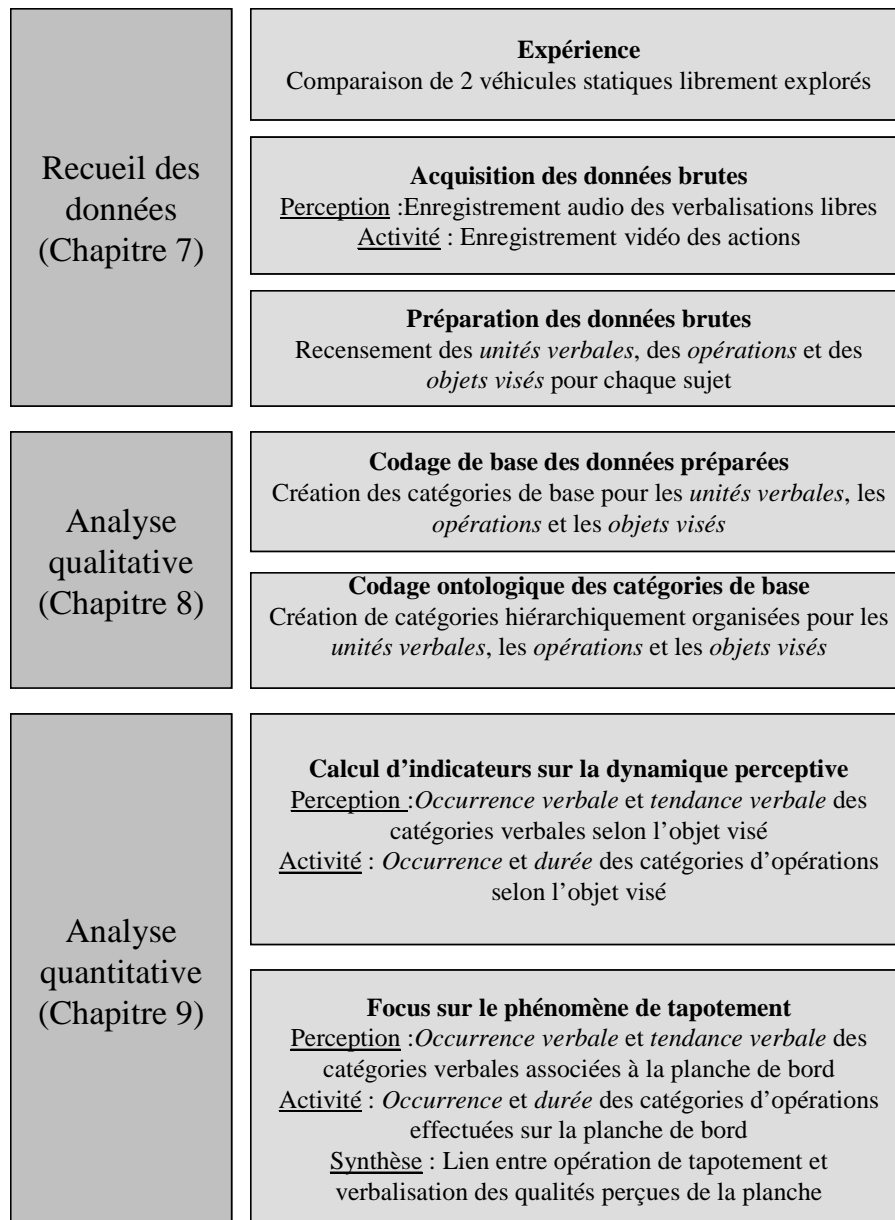 Recueil des
données
(Chapitre 7)
Expérience
Comparaison de 2 véhicules statiques librement explorés
Acquisition des données brutes
Perception :Enregistrement audio des verbalisations libres
Activité : Enregistrement vidéo des actions
Préparation des données brutes
Recensement des unités verbales, des opérations et des
objets visés pour chaque sujet
Analyse
qualitative
(Chapitre 8)
Codage de base des données préparées
Création des catégories de base pour les unités verbales, les
opérations et les objets visés
Codage ontologique des catégories de base
Création de catégories hiérarchiquement organisées pour les
unités verbales, les opérations et les objets visés
Analyse
quantitative
(Chapitre 9)
Calcul d’indicateurs sur la dynamique perceptive
Perception :Occurrence verbale et tendance verbale des
catégories verbales selon l’objet visé
Activité : Occurrence et durée des catégories d’opérations
selon l’objet visé
Focus sur le phénomène de tapotement
Perception :Occurrence verbale et tendance verbale des
catégories verbales associées à la planche de bord
Activité : Occurrence et durée des catégories d’opérations
effectuées sur la planche de bord
Synthèse : Lien entre opération de tapotement et
verbalisation des qualités perçues de la planche